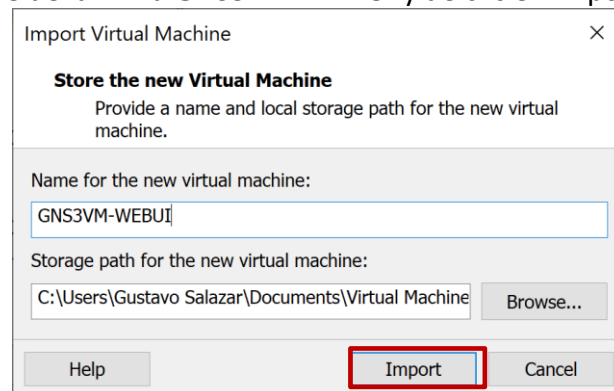 Import Virtual Machine
Store the new Virtual Machine
Provide a name and local storage path for the new virtual
machine.
Name for the new virtual machine:
GNS3VM-WEBUI
Storage path for the new virtual machine:
C:\Users\Gustavo Salazar\Documents\Virtual Machine
Browse...
Help
Import
Cancel